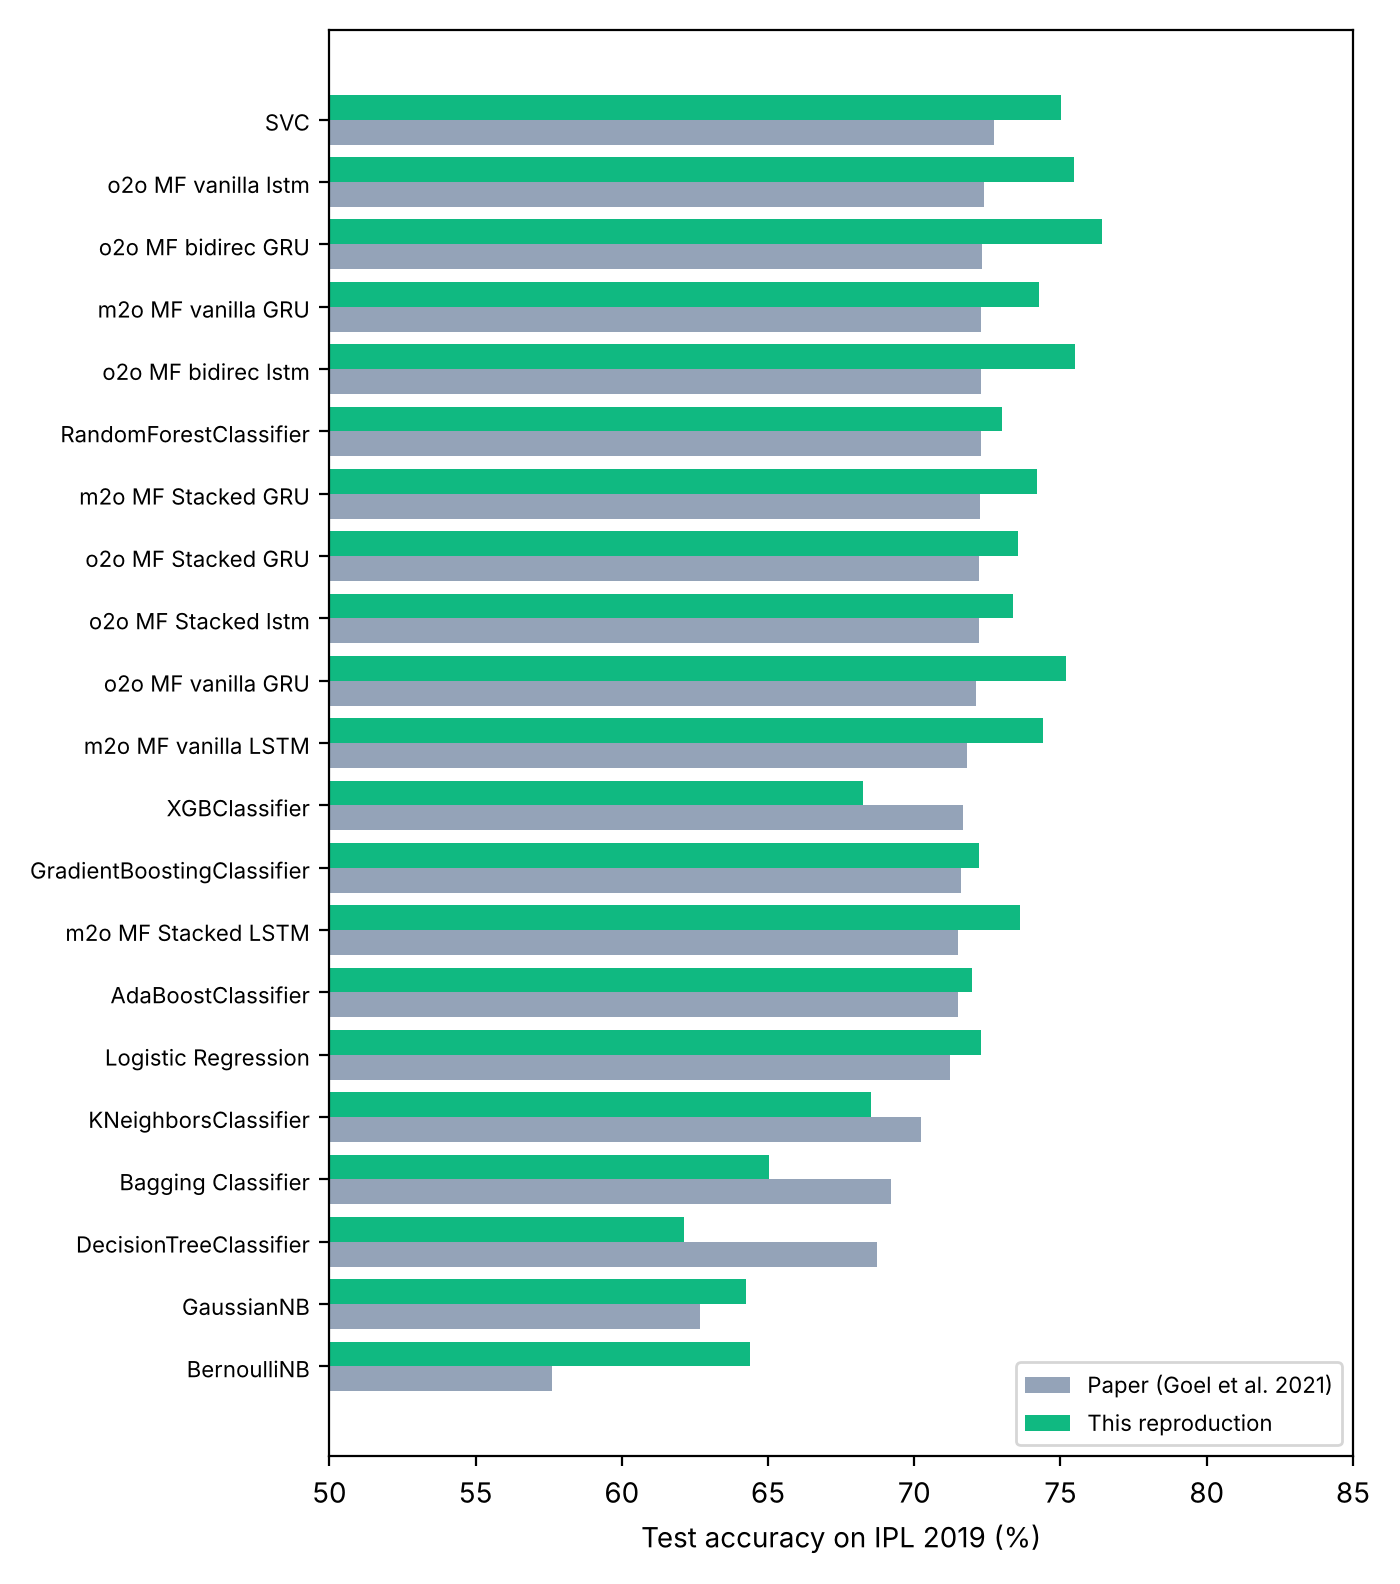 SVC
o2o MF vanilla lstm
o2o MF bidirec GRU
m2o MF vanilla GRU
o2o MF bidirec lstm
RandomForestClassifier
m2o MF Stacked GRU
o2o MF Stacked GRU
o2o MF Stacked lstm
o2o MF vanilla GRU
m2o MF vanilla LSTM
XGBClassifier
GradientBoostingClassifier
m2o MF Stacked LSTM
AdaBoostClassifier
Logistic Regression
KNeighborsClassifier
Bagging Classifier
DecisionTreeClassifier
GaussianNB
BernoulliNB
Paper (Goel et al. 2021)
This reproduction
50 55 60 65 70 75 80 85
Test accuracy on IPL 2019 (%)